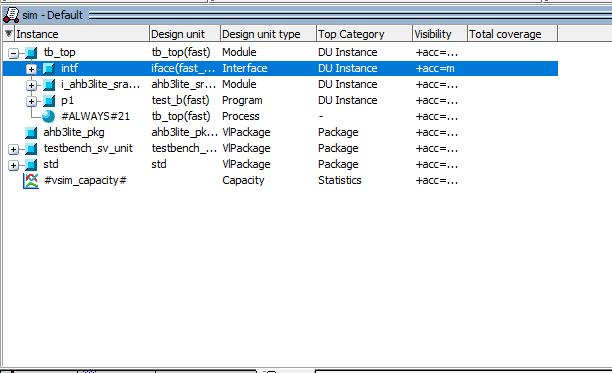 sim - Default
Instance Design unit Design unit type Top Category Visibility Total coverage
tb_top tb_top(fast) Module DU Instance +acc=...
intf iface(fast_... Interface DU Instance +acc=m
i_ahb3lite_sra... ahb3lite_sr... Module DU Instance +acc=...
p1 test_b(fast) Program DU Instance +acc=...
#ALWAYS#21 tb_top(fast) Process - +acc=...
ahb3lite_pkg ahb3lite_pk... VlPackage Package +acc=...
testbench_sv_unit testbench_... VlPackage Package +acc=...
std std VlPackage Package +acc=...
#vsim_capacity# Capacity Statistics +acc=...